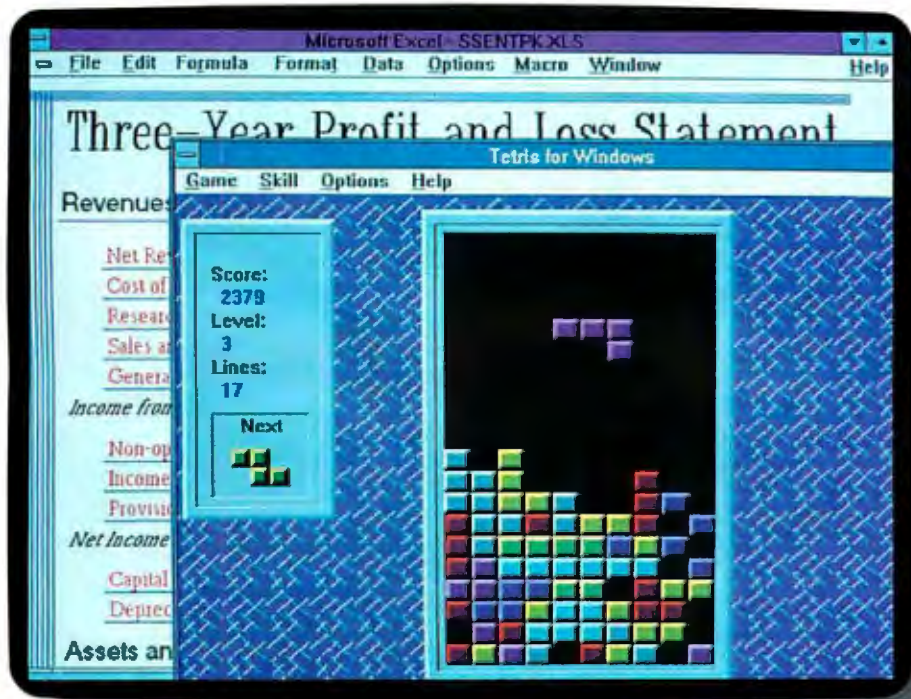 Microsoft Excel - SSENTPK.XLS
File Edit Formula Format Data Options Macro Window Help
Three-Year Profit and Loss Statement
Tetris for Windows
Game Skill Options Help
Revenues
Net Re
Cost of
Resear
Sales a
Genera
Income from
Non-op
Income
Provisi
Net Income
Capital
Deprec
Assets an
Score:
2379
Level:
3
Lines:
17
Next